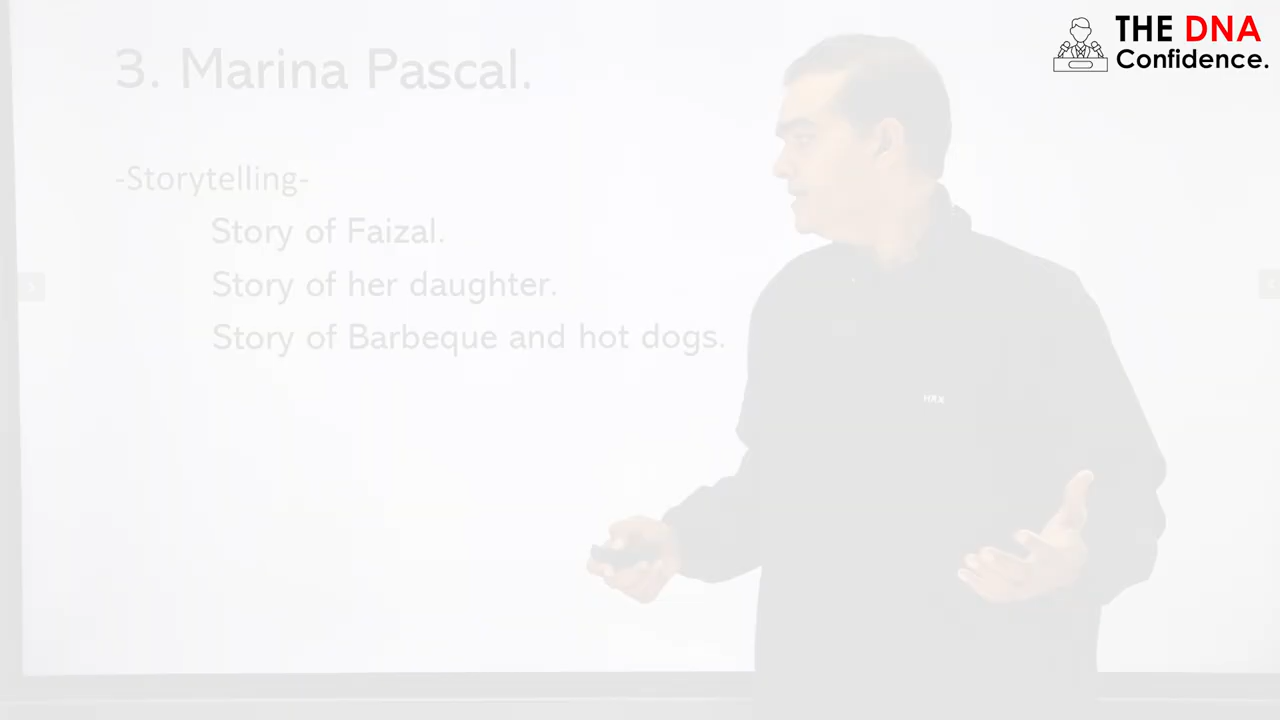 THE DNA
Confidence.
3. Marina Pascal.
-Storytelling-
Story of Faizal.
Story of her daughter.
Story of Barbeque and hot dogs.
HRX